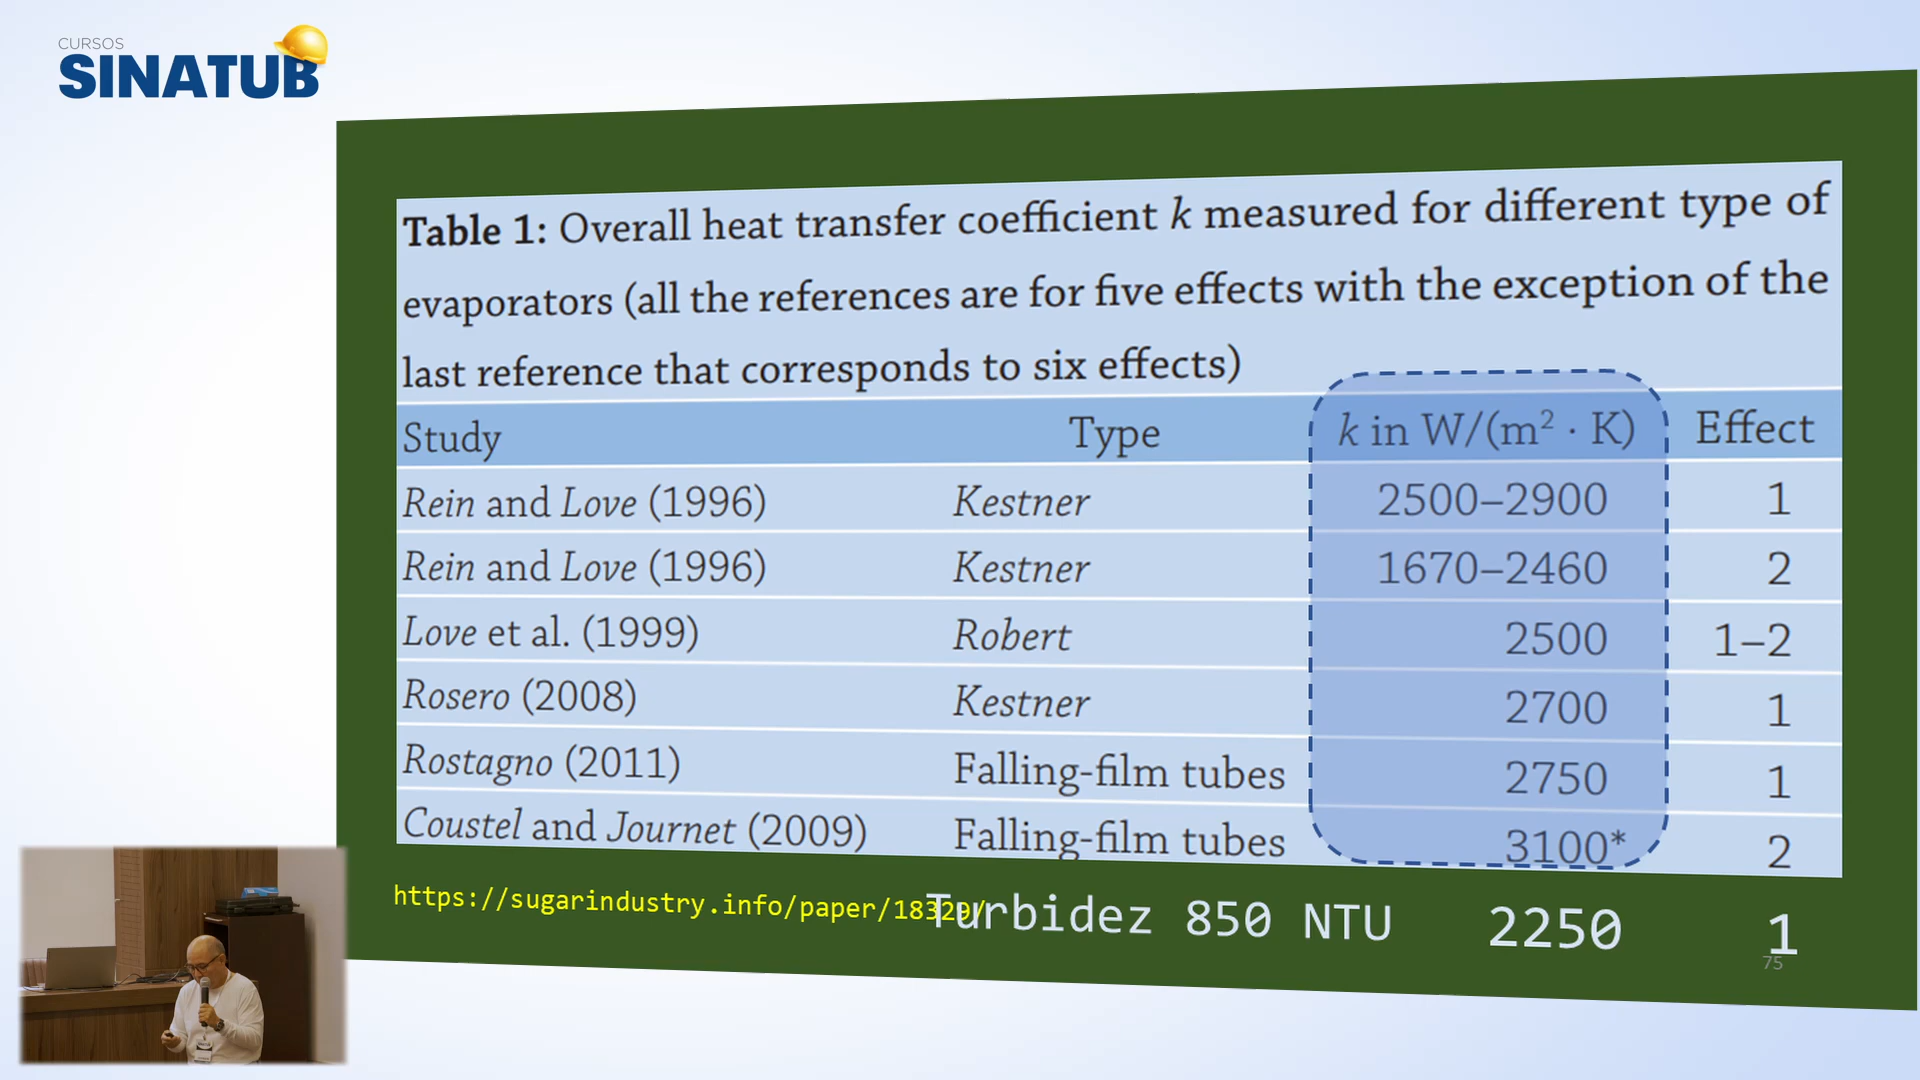 CURSOS
SINATUB
Table 1: Overall heat transfer coefficient k measured for different type of
evaporators (all the references are for five effects with the exception of the
last reference that corresponds to six effects)
Study Type k in W/(m² · K) Effect
Rein and Love (1996) Kestner 2500–2900 1
Rein and Love (1996) Kestner 1670–2460 2
Love et al. (1999) Robert 2500 1–2
Rosero (2008) Kestner 2700 1
Rostagno (2011) Falling-film tubes 2750 1
Coustel and Journet (2009) Falling-film tubes 3100* 2
https://sugarindustry.info/paper/18329/ Turbidez 850 NTU 2250 1
75